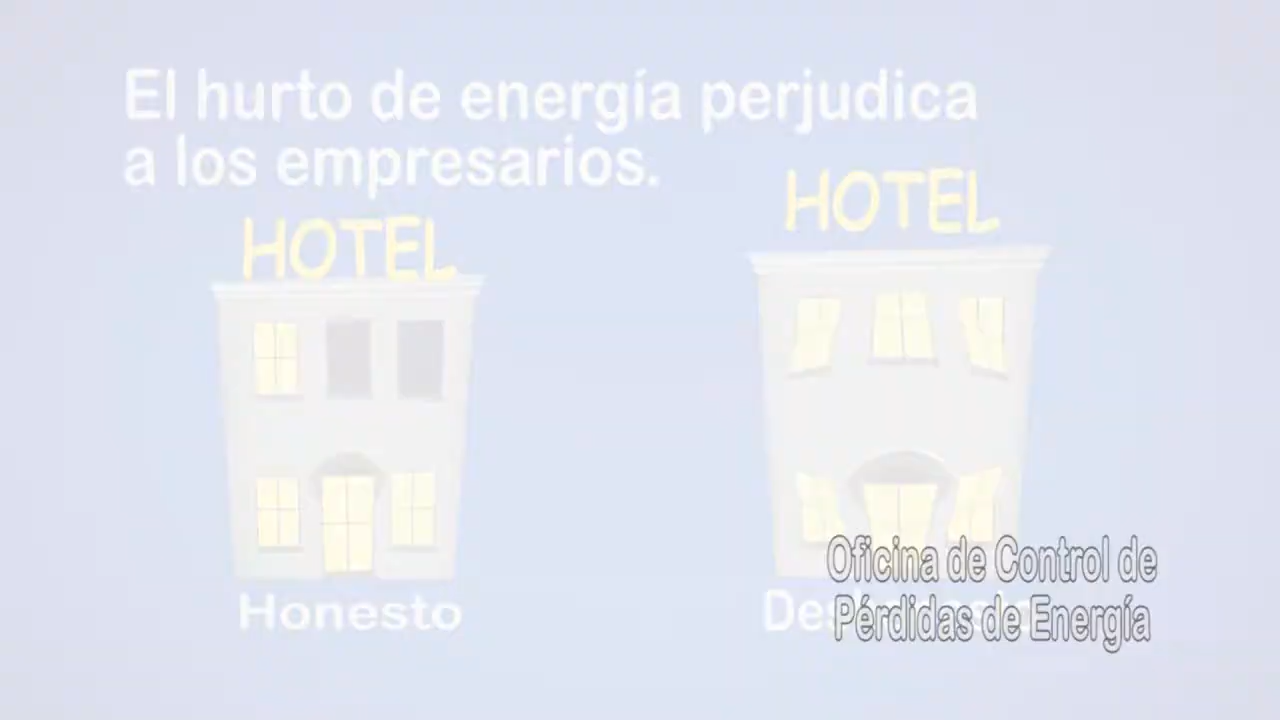 El hurto de energía perjudica
a los empresarios.
HOTEL
HOTEL
Honesto
Oficina de Control de
Pérdidas de Energía